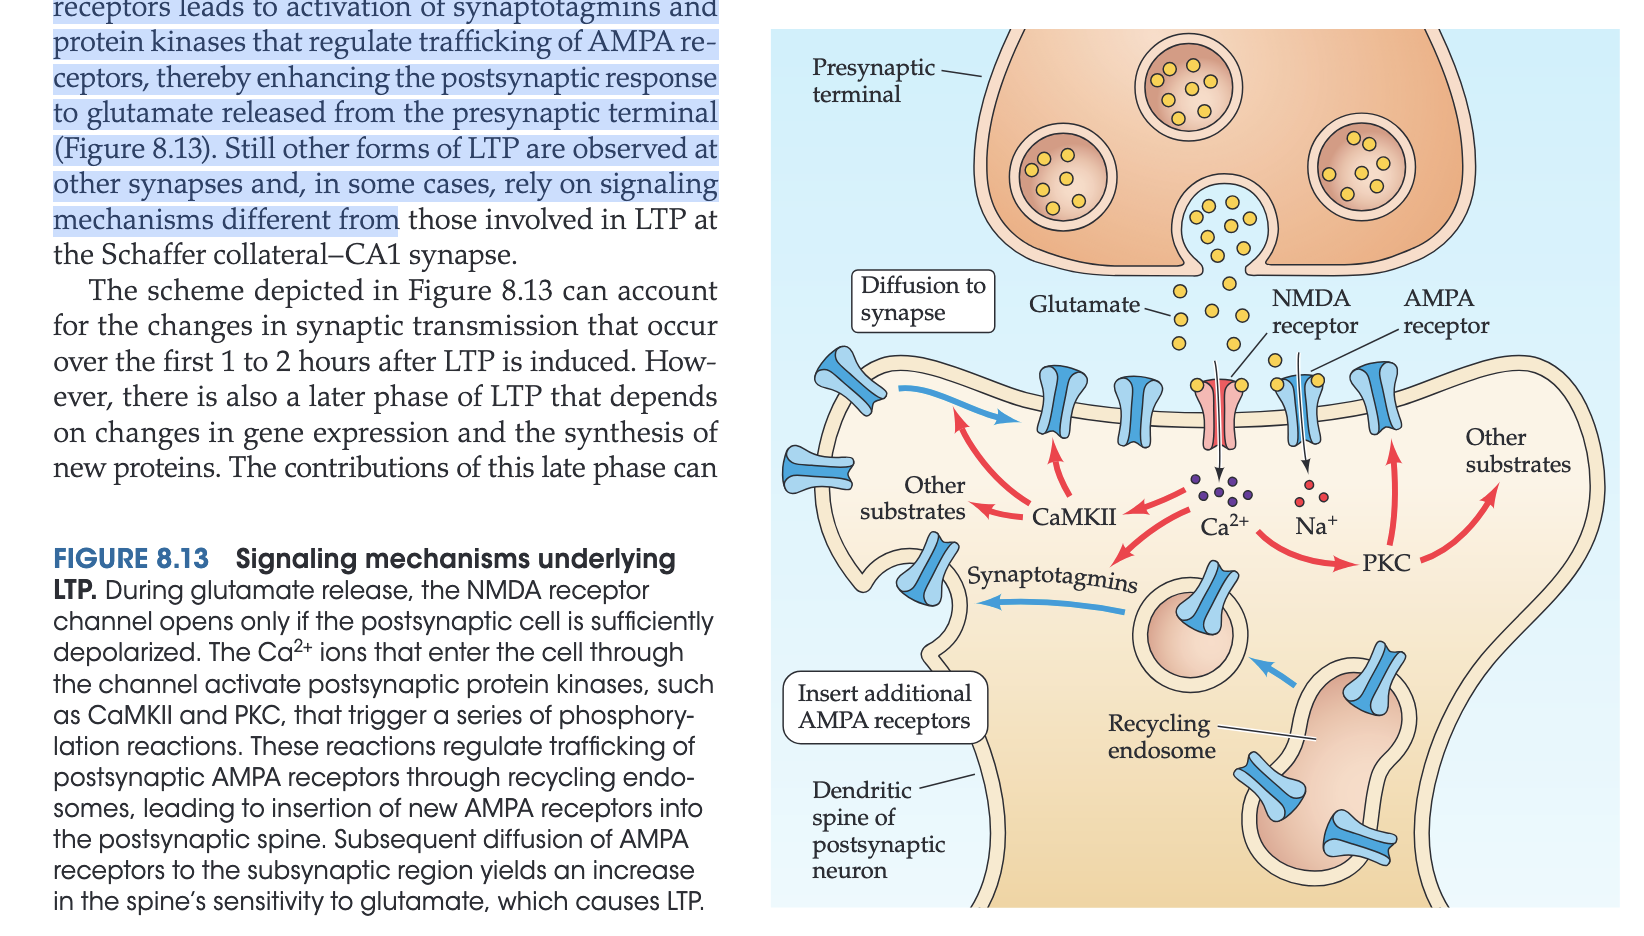 receptors leads to activation of synaptotagmins and
protein kinases that regulate trafficking of AMPA re-
ceptors, thereby enhancing the postsynaptic response
to glutamate released from the presynaptic terminal
(Figure 8.13). Still other forms of LTP are observed at
other synapses and, in some cases, rely on signaling
mechanisms different from those involved in LTP at
the Schaffer collateral–CA1 synapse.
The scheme depicted in Figure 8.13 can account
for the changes in synaptic transmission that occur
over the first 1 to 2 hours after LTP is induced. How-
ever, there is also a later phase of LTP that depends
on changes in gene expression and the synthesis of
new proteins. The contributions of this late phase can
FIGURE 8.13 Signaling mechanisms underlying
LTP. During glutamate release, the NMDA receptor
channel opens only if the postsynaptic cell is sufficiently
depolarized. The Ca²⁺ ions that enter the cell through
the channel activate postsynaptic protein kinases, such
as CaMKII and PKC, that trigger a series of phosphory-
lation reactions. These reactions regulate trafficking of
postsynaptic AMPA receptors through recycling endo-
somes, leading to insertion of new AMPA receptors into
the postsynaptic spine. Subsequent diffusion of AMPA
receptors to the subsynaptic region yields an increase
in the spine's sensitivity to glutamate, which causes LTP.
Presynaptic
terminal
Diffusion to
synapse
Glutamate
NMDA
receptor
AMPA
receptor
Other
substrates
Other
substrates
CaMKII
Ca²⁺
Na⁺
PKC
Synaptotagmins
Insert additional
AMPA receptors
Recycling
endosome
Dendritic
spine of
postsynaptic
neuron